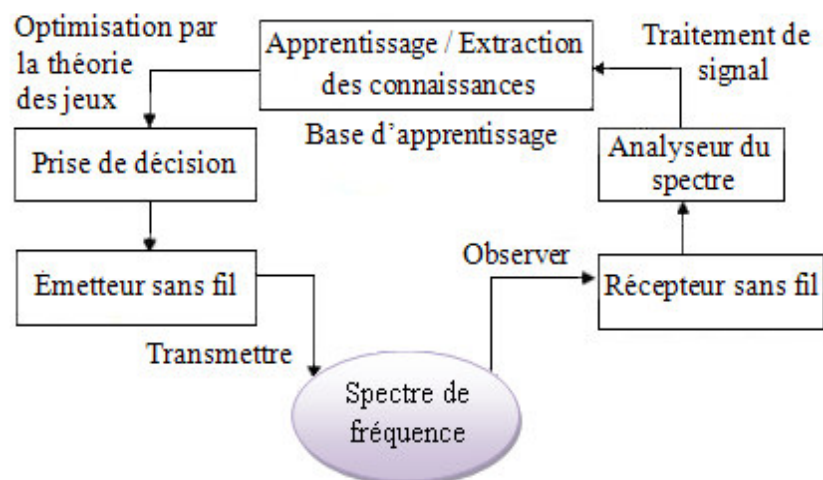 Optimisation par
la théorie
des jeux
Apprentissage / Extraction
des connaissances
Traitement de
signal
Base d'apprentissage
Prise de décision
Analyseur du
spectre
Émetteur sans fil
Observer
Récepteur sans fil
Transmettre
Spectre de
fréquence